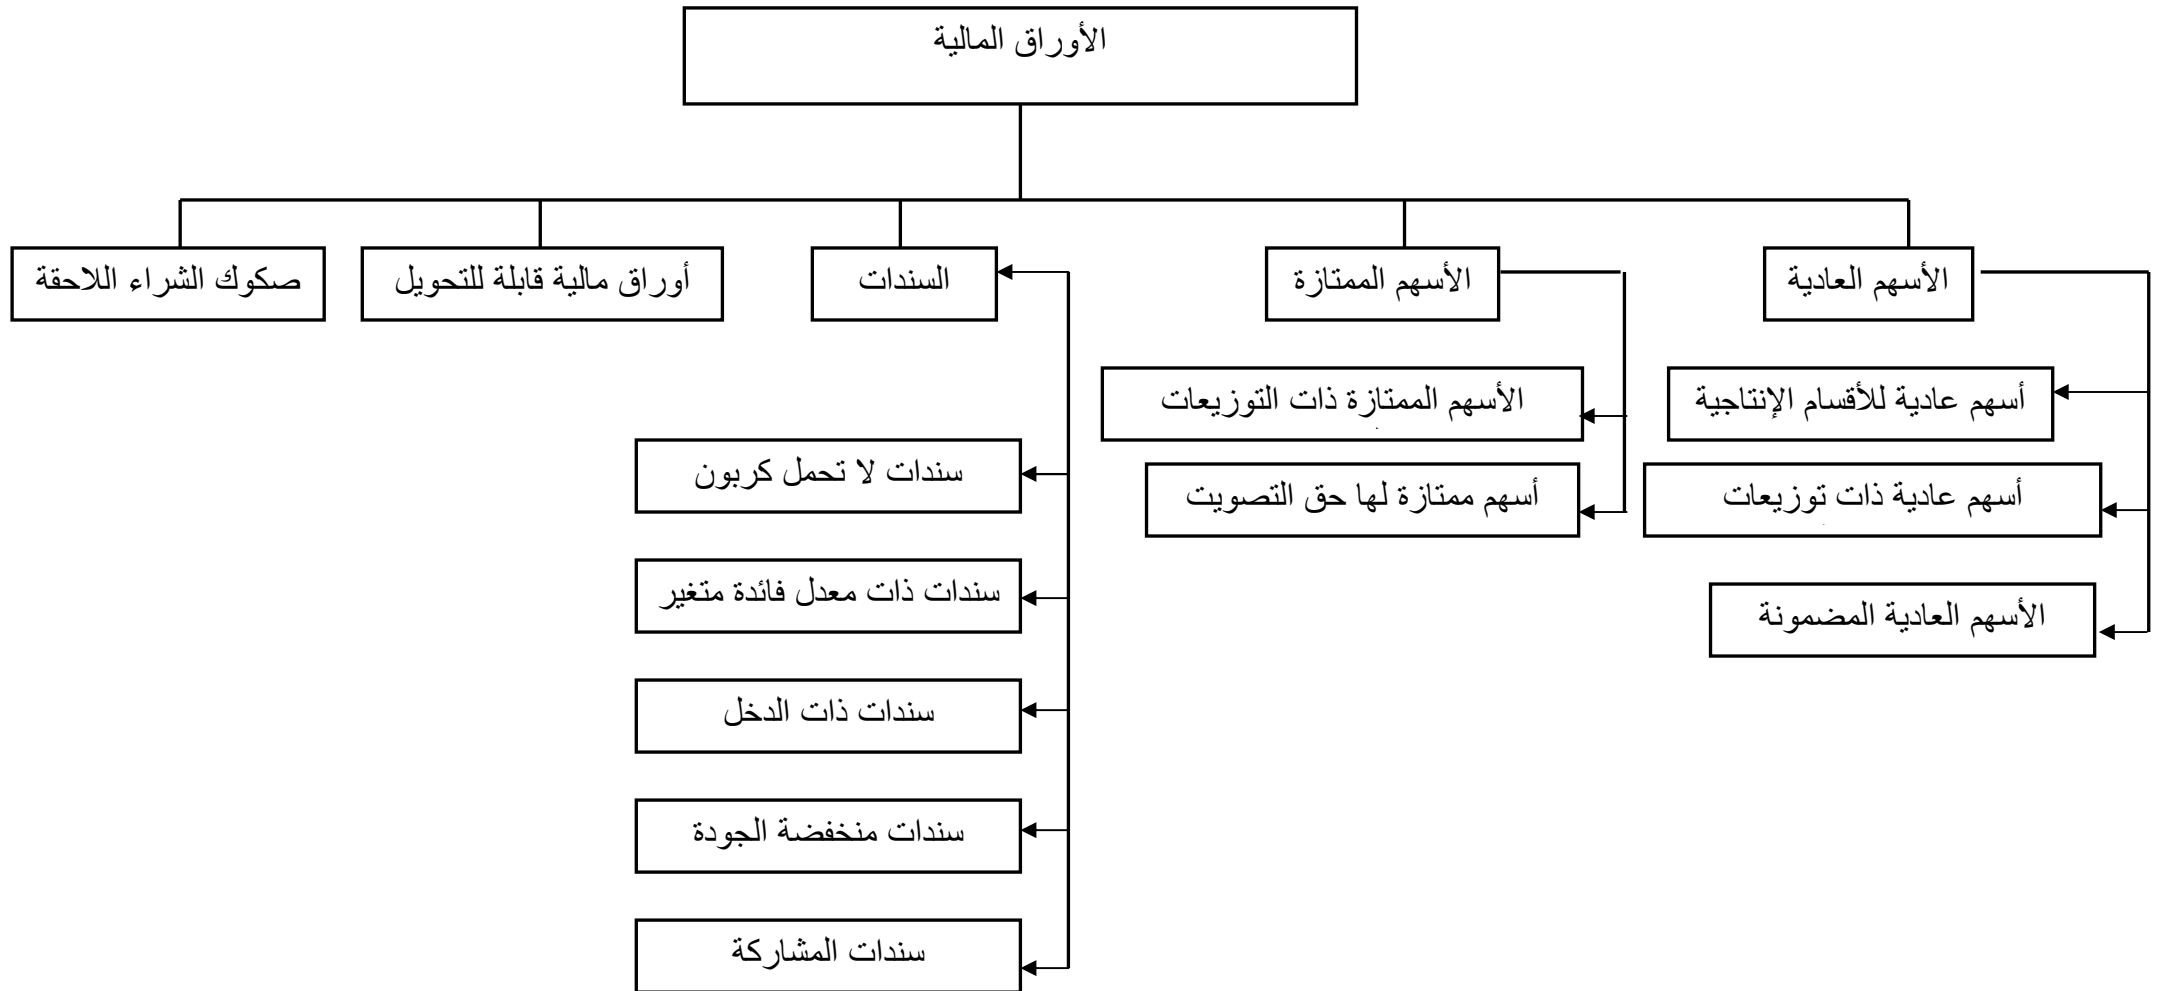 الأوراق المالية
الأسهم العادية
الأسهم الممتازة
السندات
أوراق مالية قابلة للتحويل
صكوك الشراء اللاحقة
أسهم عادية للأقسام الإنتاجية
أسهم عادية ذات توزيعات
الأسهم العادية المضمونة
الأسهم الممتازة ذات التوزيعات
أسهم ممتازة لها حق التصويت
سندات لا تحمل كربون
سندات ذات معدل فائدة متغير
سندات ذات الدخل
سندات منخفضة الجودة
سندات المشاركة